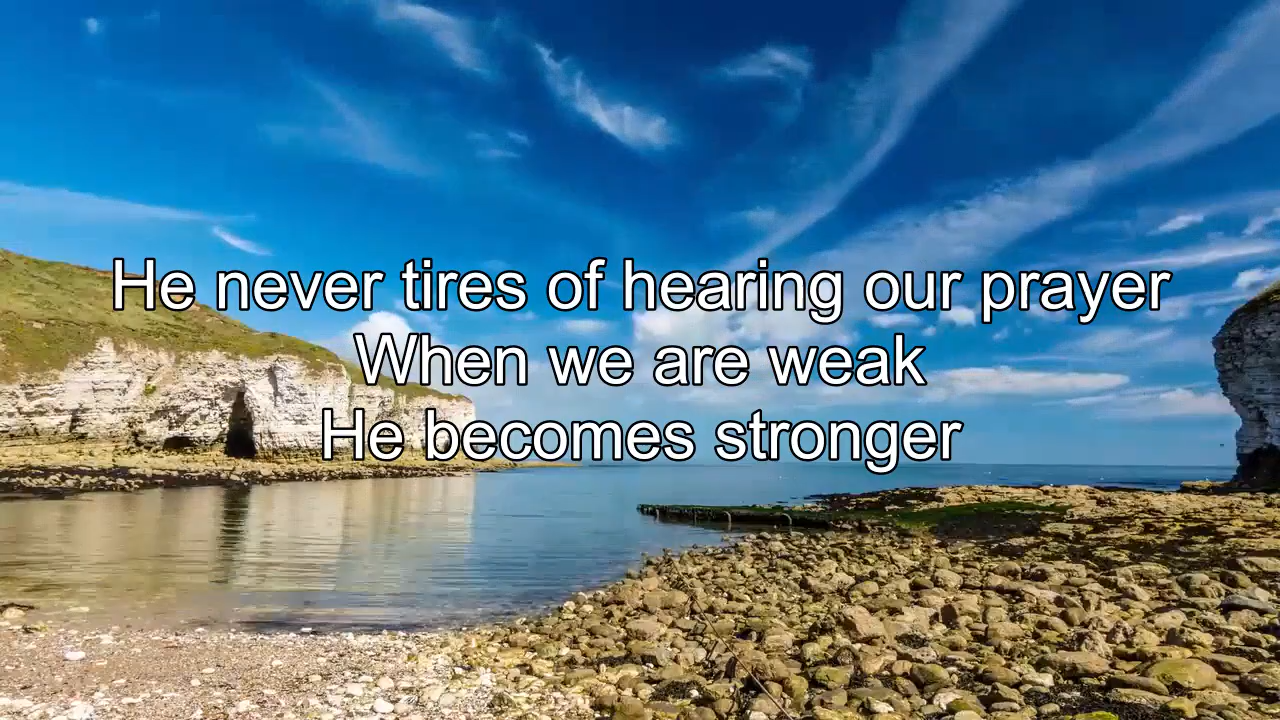 He never tires of hearing our prayer
When we are weak
He becomes stronger